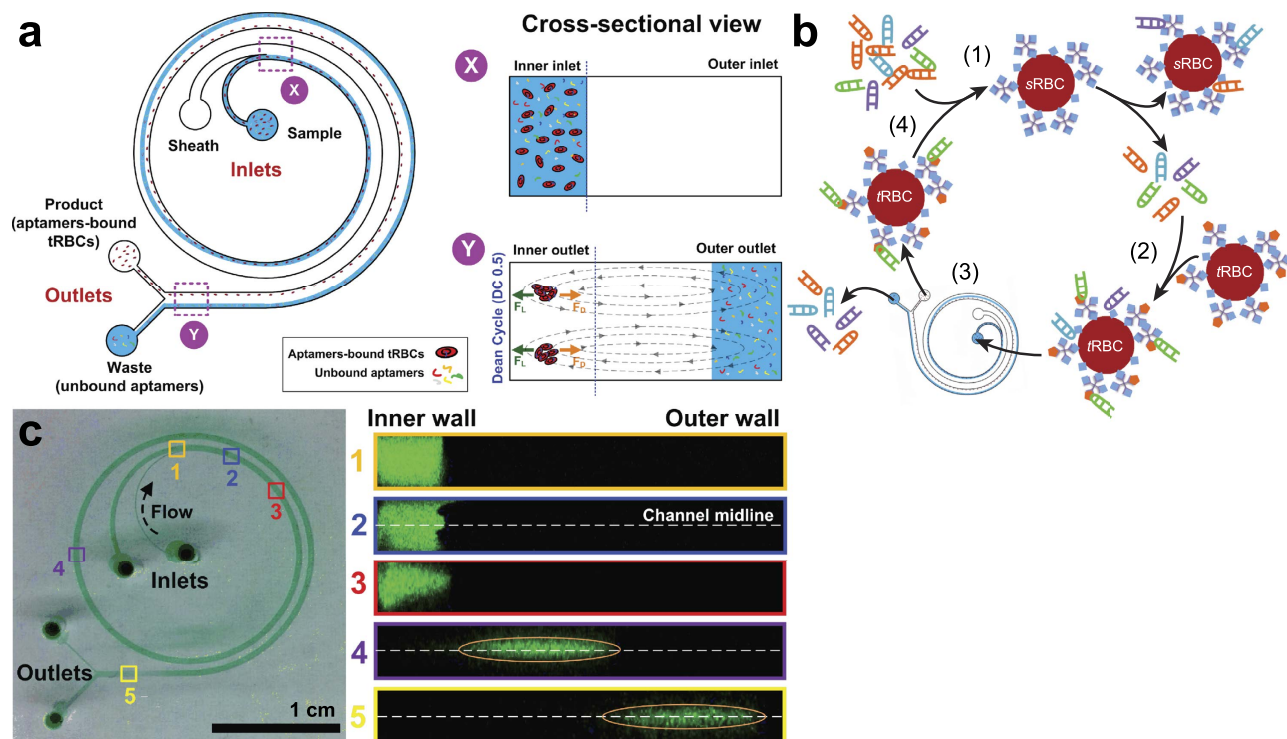 a
Cross-sectional view
X
Inner inlet
Outer inlet
X
Sample
Sheath
Inlets
Product
(aptamers-bound
tRBCs)
Outlets
Y
Waste
(unbound aptamers)
Aptamers-bound tRBCs
Unbound aptamers
Y
Inner outlet
Outer outlet
Dean Cycle (DC 0.5)
FL
FD
FL
FD
b
(1)
sRBC
sRBC
(4)
tRBC
(2)
tRBC
(3)
tRBC
c
1
2
3
Flow
4
Inlets
Outlets
5
1 cm
Inner wall
Outer wall
1
2
Channel midline
3
4
5